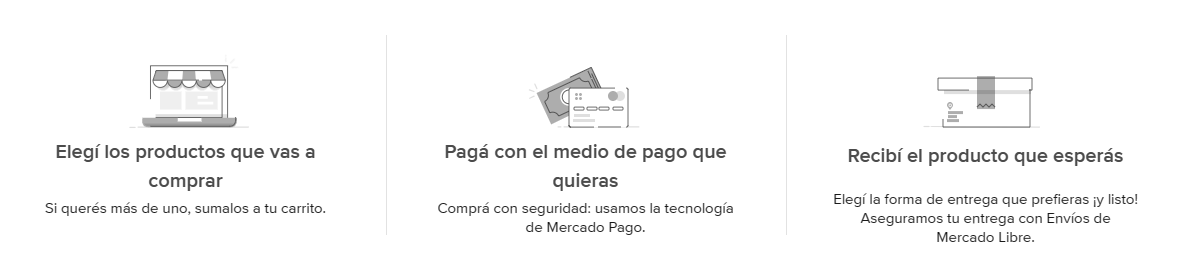 Elegí los productos que vas a
comprar
Si querés más de uno, sumalos a tu carrito.
Pagá con el medio de pago que
quieras
Comprá con seguridad: usamos la tecnología
de Mercado Pago.
Recibí el producto que esperás
Elegí la forma de entrega que prefieras ¡y listo!
Aseguramos tu entrega con Envíos de
Mercado Libre.